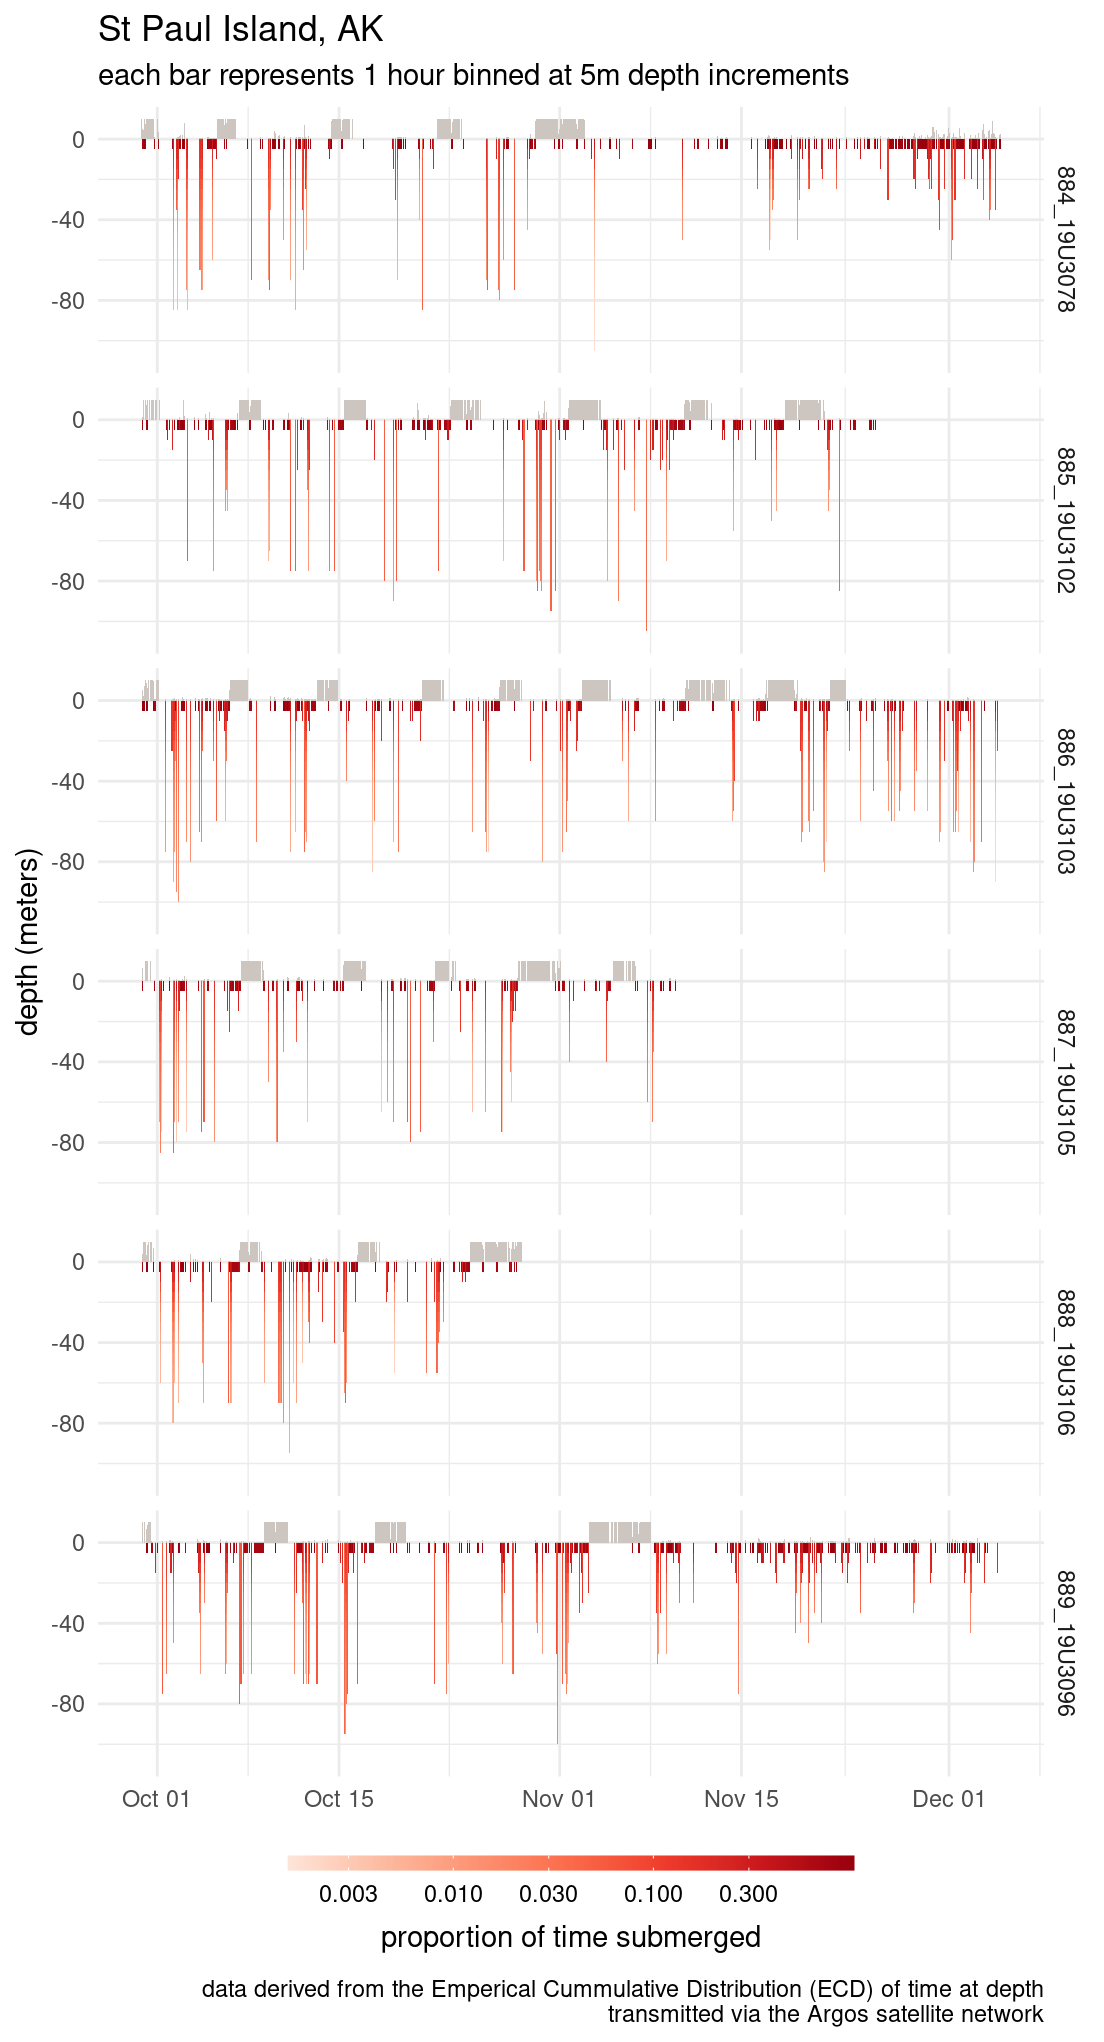 St Paul Island, AK
each bar represents 1 hour binned at 5m depth increments
0
-40
-80
884_19U3078
0
-40
-80
885_19U3102
0
-40
-80
886_19U3103
depth (meters)
0
-40
-80
887_19U3105
0
-40
-80
888_19U3106
0
-40
-80
889_19U3096
Oct 01 Oct 15 Nov 01 Nov 15 Dec 01
0.003 0.010 0.030 0.100 0.300
proportion of time submerged
data derived from the Emperical Cummulative Distribution (ECD) of time at depth
transmitted via the Argos satellite network